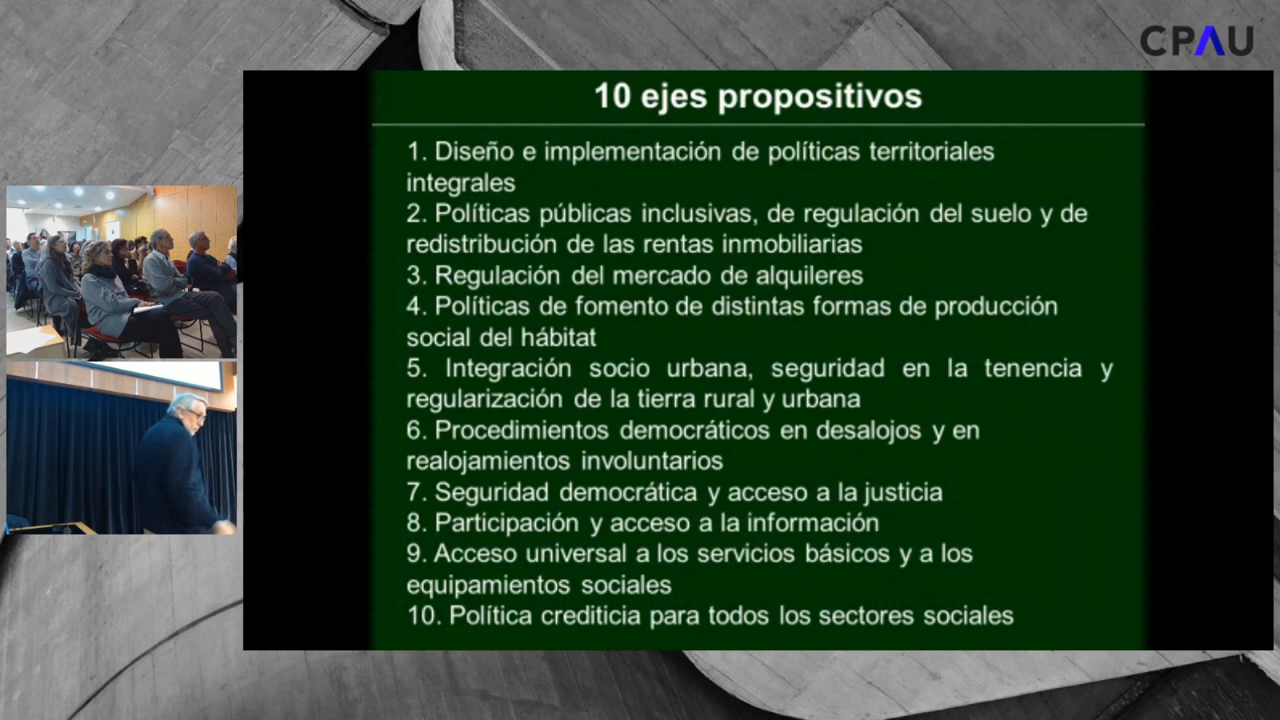 CPAU
10 ejes propositivos
1. Diseño e implementación de políticas territoriales
integrales
2. Políticas públicas inclusivas, de regulación del suelo y de
redistribución de las rentas inmobiliarias
3. Regulación del mercado de alquileres
4. Políticas de fomento de distintas formas de producción
social del hábitat
5. Integración socio urbana, seguridad en la tenencia y
regularización de la tierra rural y urbana
6. Procedimientos democráticos en desalojos y en
realojamientos involuntarios
7. Seguridad democrática y acceso a la justicia
8. Participación y acceso a la información
9. Acceso universal a los servicios básicos y a los
equipamientos sociales
10. Política crediticia para todos los sectores sociales